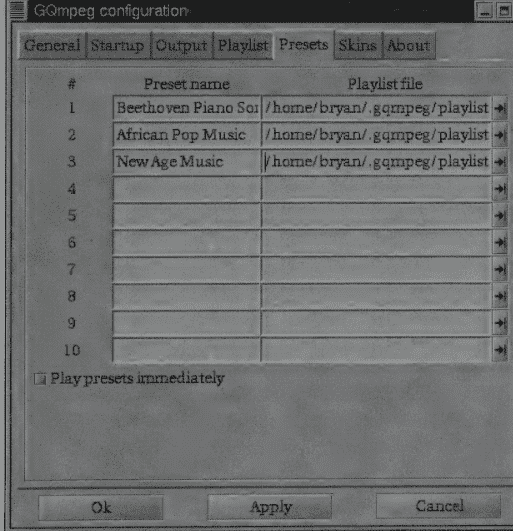 GQmpeg configuration
General Startup Output Playlist Presets Skins About
# Preset name Playlist file
1 Beethoven Piano Sor /home/bryan/.gqmpeg/playlist
2 African Pop Music /home/bryan/.gqmpeg/playlist
3 New Age Music /home/bryan/.gqmpeg/playlist
4
5
6
7
8
9
10
Play presets immediately
Ok Apply Cancel